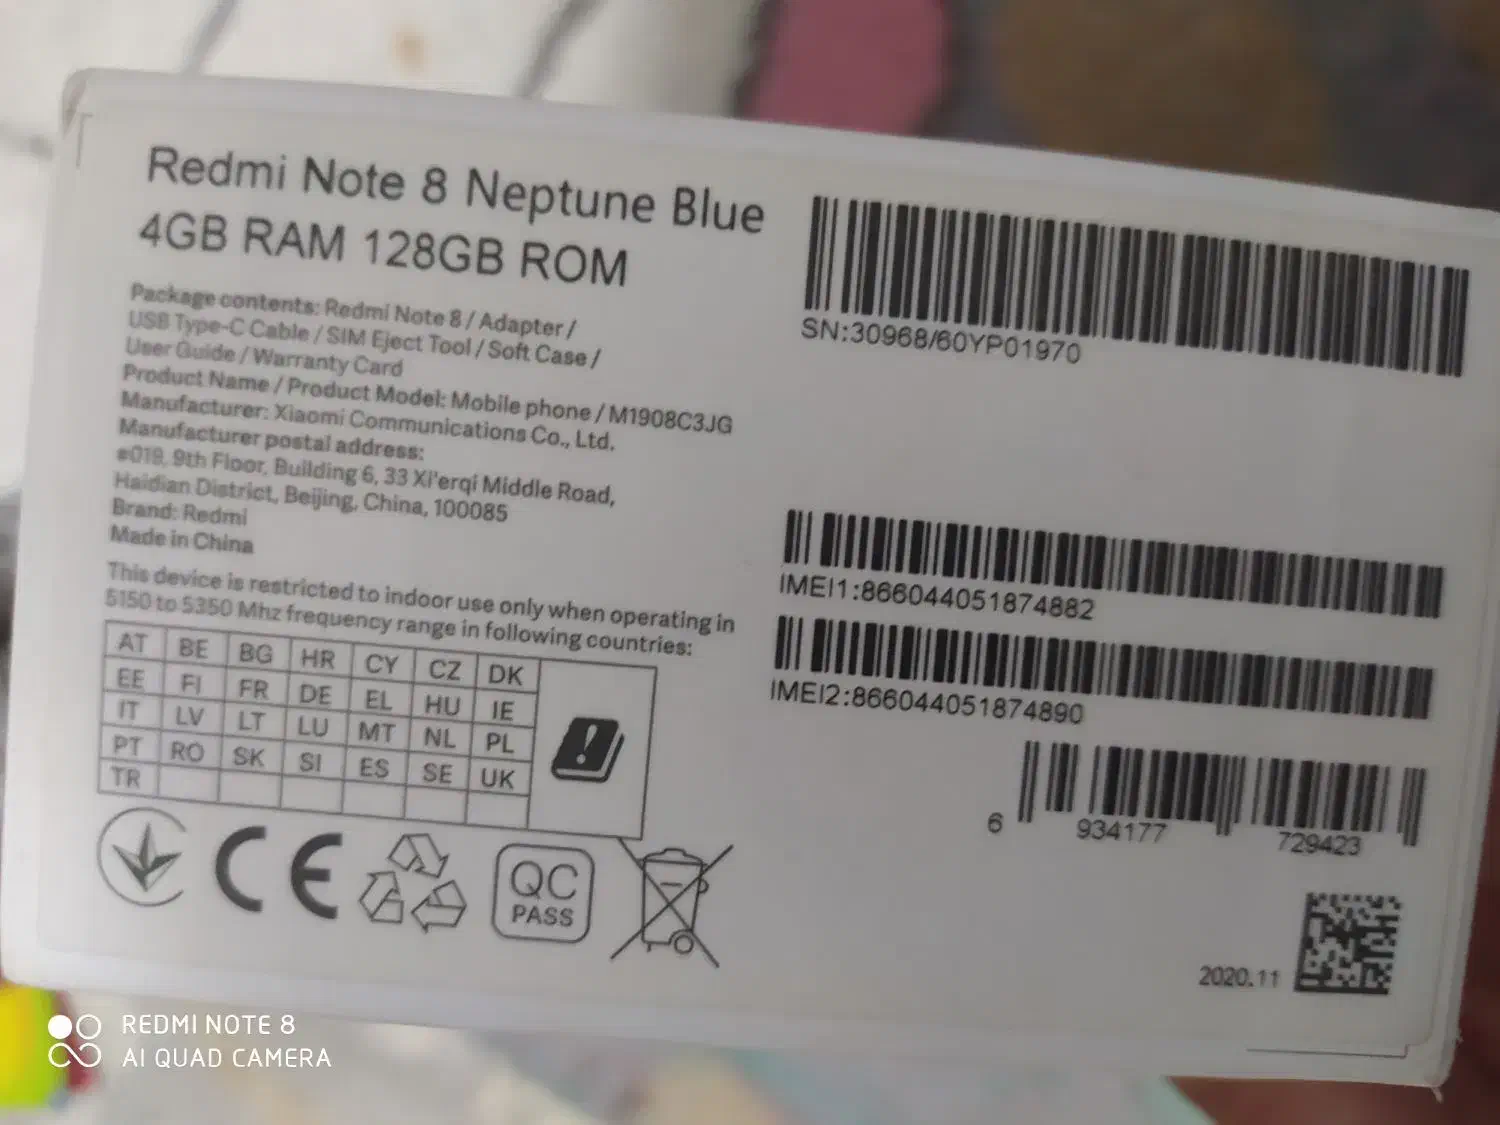 Redmi Note 8 Neptune Blue
4GB RAM 128GB ROM
Package contents: Redmi Note 8 / Adapter /
USB Type-C Cable / SIM Eject Tool / Soft Case /
User Guide / Warranty Card
Product Name / Product Model: Mobile phone / M1908C3JG
Manufacturer: Xiaomi Communications Co., Ltd.
Manufacturer postal address:
#019, 9th Floor, Building 6, 33 Xi'erqi Middle Road,
Haidian District, Beijing, China, 100085
Brand: Redmi
Made in China
This device is restricted to indoor use only when operating in
5150 to 5350 Mhz frequency range in following countries:
AT BE BG HR CY CZ DK
EE FI FR DE EL HU IE
IT LV LT LU MT NL PL
PT RO SK SI ES SE UK
TR
CE
QC
PASS
SN:30968/60YP01970
IMEI1:866044051874882
IMEI2:866044051874890
6 934177 729423
2020.11
REDMI NOTE 8
AI QUAD CAMERA